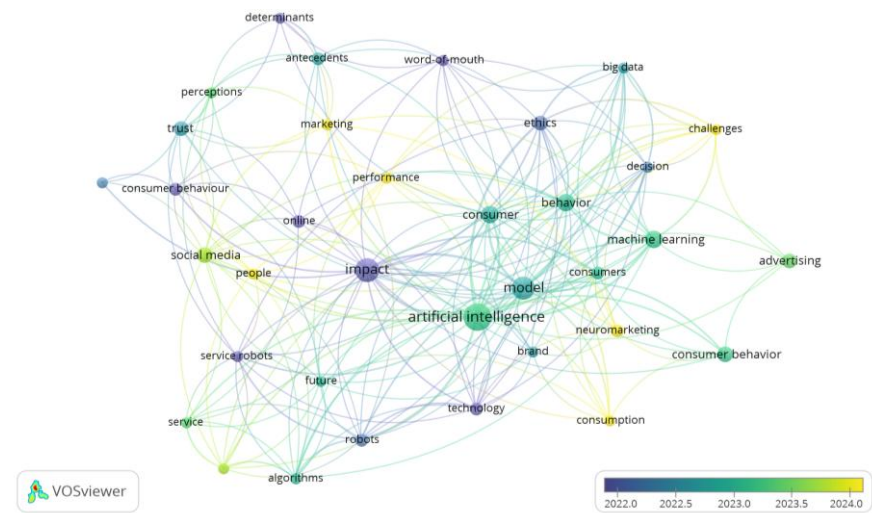 determinants
antecedents
word-of-mouth
big data
perceptions
trust
marketing
ethics
challenges
decision
consumer behaviour
performance
behavior
consumer
online
machine learning
social media
people
impact
consumers
advertising
model
artificial intelligence
neuromarketing
service robots
brand
consumer behavior
future
technology
service
consumption
robots
algorithms
VOSviewer
2022.0 2022.5 2023.0 2023.5 2024.0